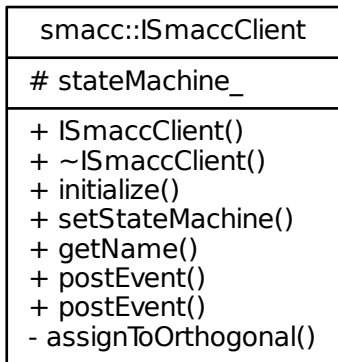 smacc::ISmaccClient
# stateMachine_
+ ISmaccClient()
+ ~ISmaccClient()
+ initialize()
+ setStateMachine()
+ getName()
+ postEvent()
+ postEvent()
- assignToOrthogonal()